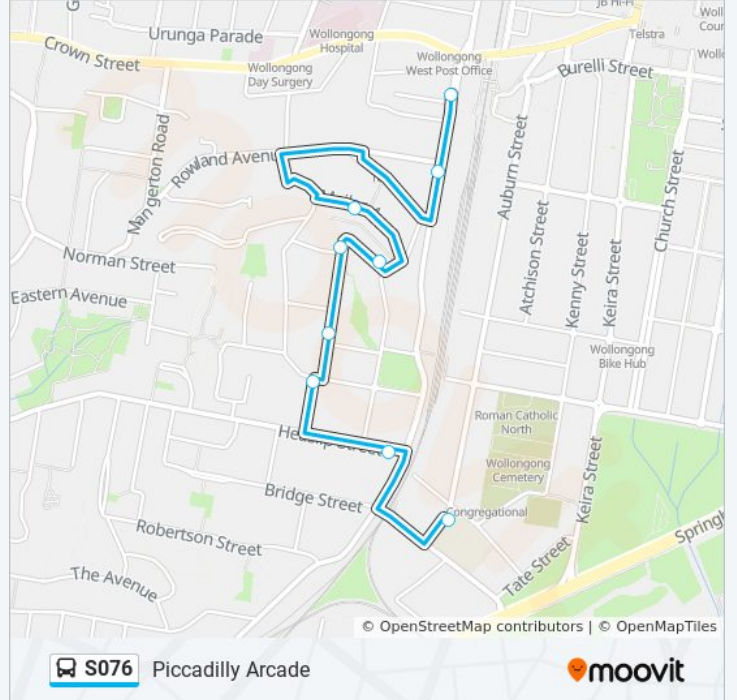 Urunga Parade
Crown Street
Wollongong
Hospital
Wollongong
Day Surgery
Wollongong
West Post Office
Telstra
Burelli Street
Mangerton Road
Rowland Avenue
Auburn Street
Church Street
Atchison Street
Kenny Street
Keira Street
Norman Street
Eastern Avenue
Wollongong
Bike Hub
Roman Catholic
North
Heaslip Street
Wollongong
Cemetery
Keira Street
Bridge Street
Congregational
Robertson Street
Tate Street
The Avenue
© OpenStreetMap contributors | © OpenMapTiles
S076 Piccadilly Arcade
moovit